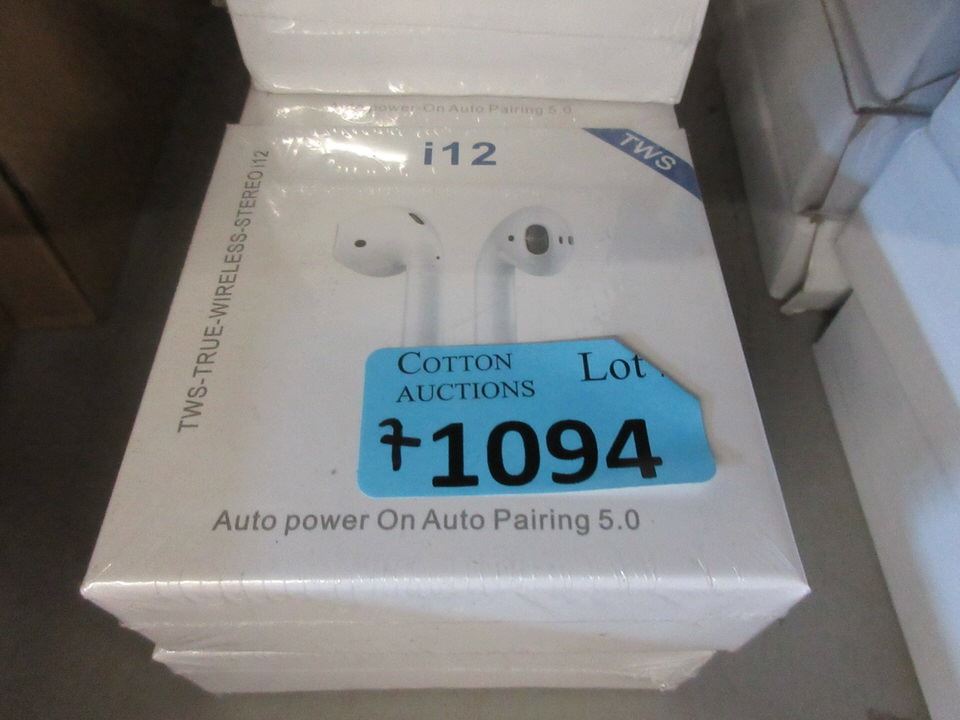 power-On Auto Pairing 5.0
i12
TWS
TWS-TRUE-WIRELESS-STEREO i12
COTTON
AUCTIONS
Lot
71094
Auto power On Auto Pairing 5.0